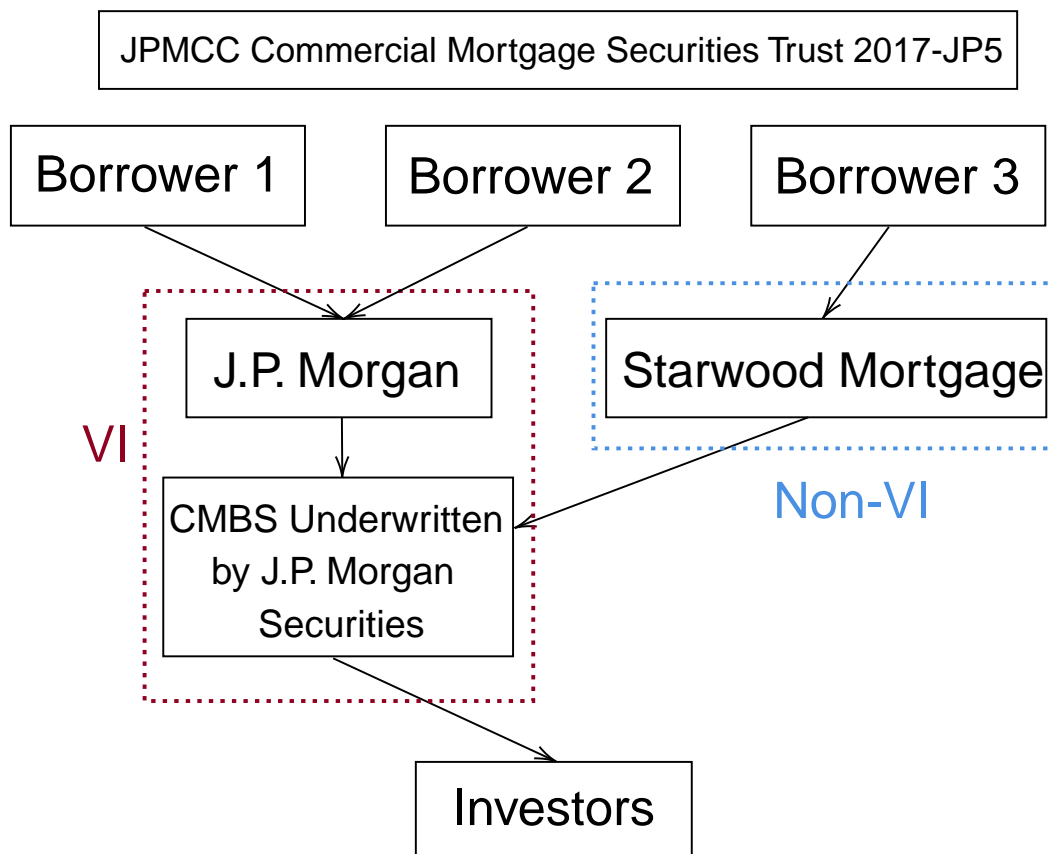 JPMCC Commercial Mortgage Securities Trust 2017-JP5
Borrower 1
Borrower 2
Borrower 3
J.P. Morgan
Starwood Mortgage
VI
CMBS Underwritten
by J.P. Morgan
Securities
Non-VI
Investors